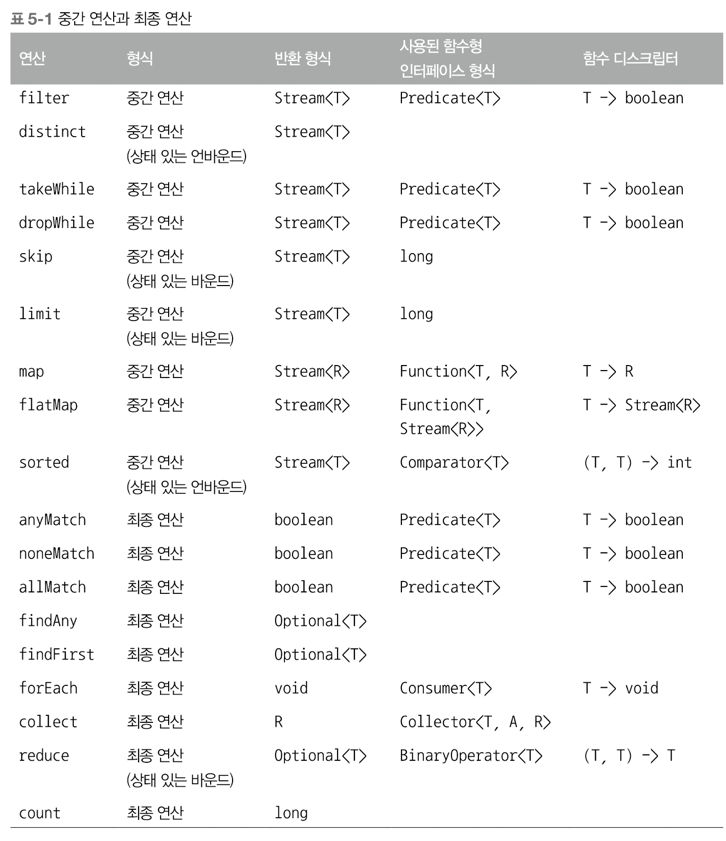 표 5-1 중간 연산과 최종 연산
연산 형식 반환 형식 사용된 함수형 인터페이스 형식 함수 디스크립터
filter 중간 연산 Stream<T> Predicate<T> T -> boolean
distinct 중간 연산 Stream<T>
(상태 있는 언바운드)
takeWhile 중간 연산 Stream<T> Predicate<T> T -> boolean
dropWhile 중간 연산 Stream<T> Predicate<T> T -> boolean
skip 중간 연산 Stream<T> long
(상태 있는 바운드)
limit 중간 연산 Stream<T> long
(상태 있는 바운드)
map 중간 연산 Stream<R> Function<T, R> T -> R
flatMap 중간 연산 Stream<R> Function<T, T -> Stream<R>
Stream<R>>
sorted 중간 연산 Stream<T> Comparator<T> (T, T) -> int
(상태 있는 언바운드)
anyMatch 최종 연산 boolean Predicate<T> T -> boolean
noneMatch 최종 연산 boolean Predicate<T> T -> boolean
allMatch 최종 연산 boolean Predicate<T> T -> boolean
findAny 최종 연산 Optional<T>
findFirst 최종 연산 Optional<T>
forEach 최종 연산 void Consumer<T> T -> void
collect 최종 연산 R Collector<T, A, R>
reduce 최종 연산 Optional<T> BinaryOperator<T> (T, T) -> T
(상태 있는 바운드)
count 최종 연산 long